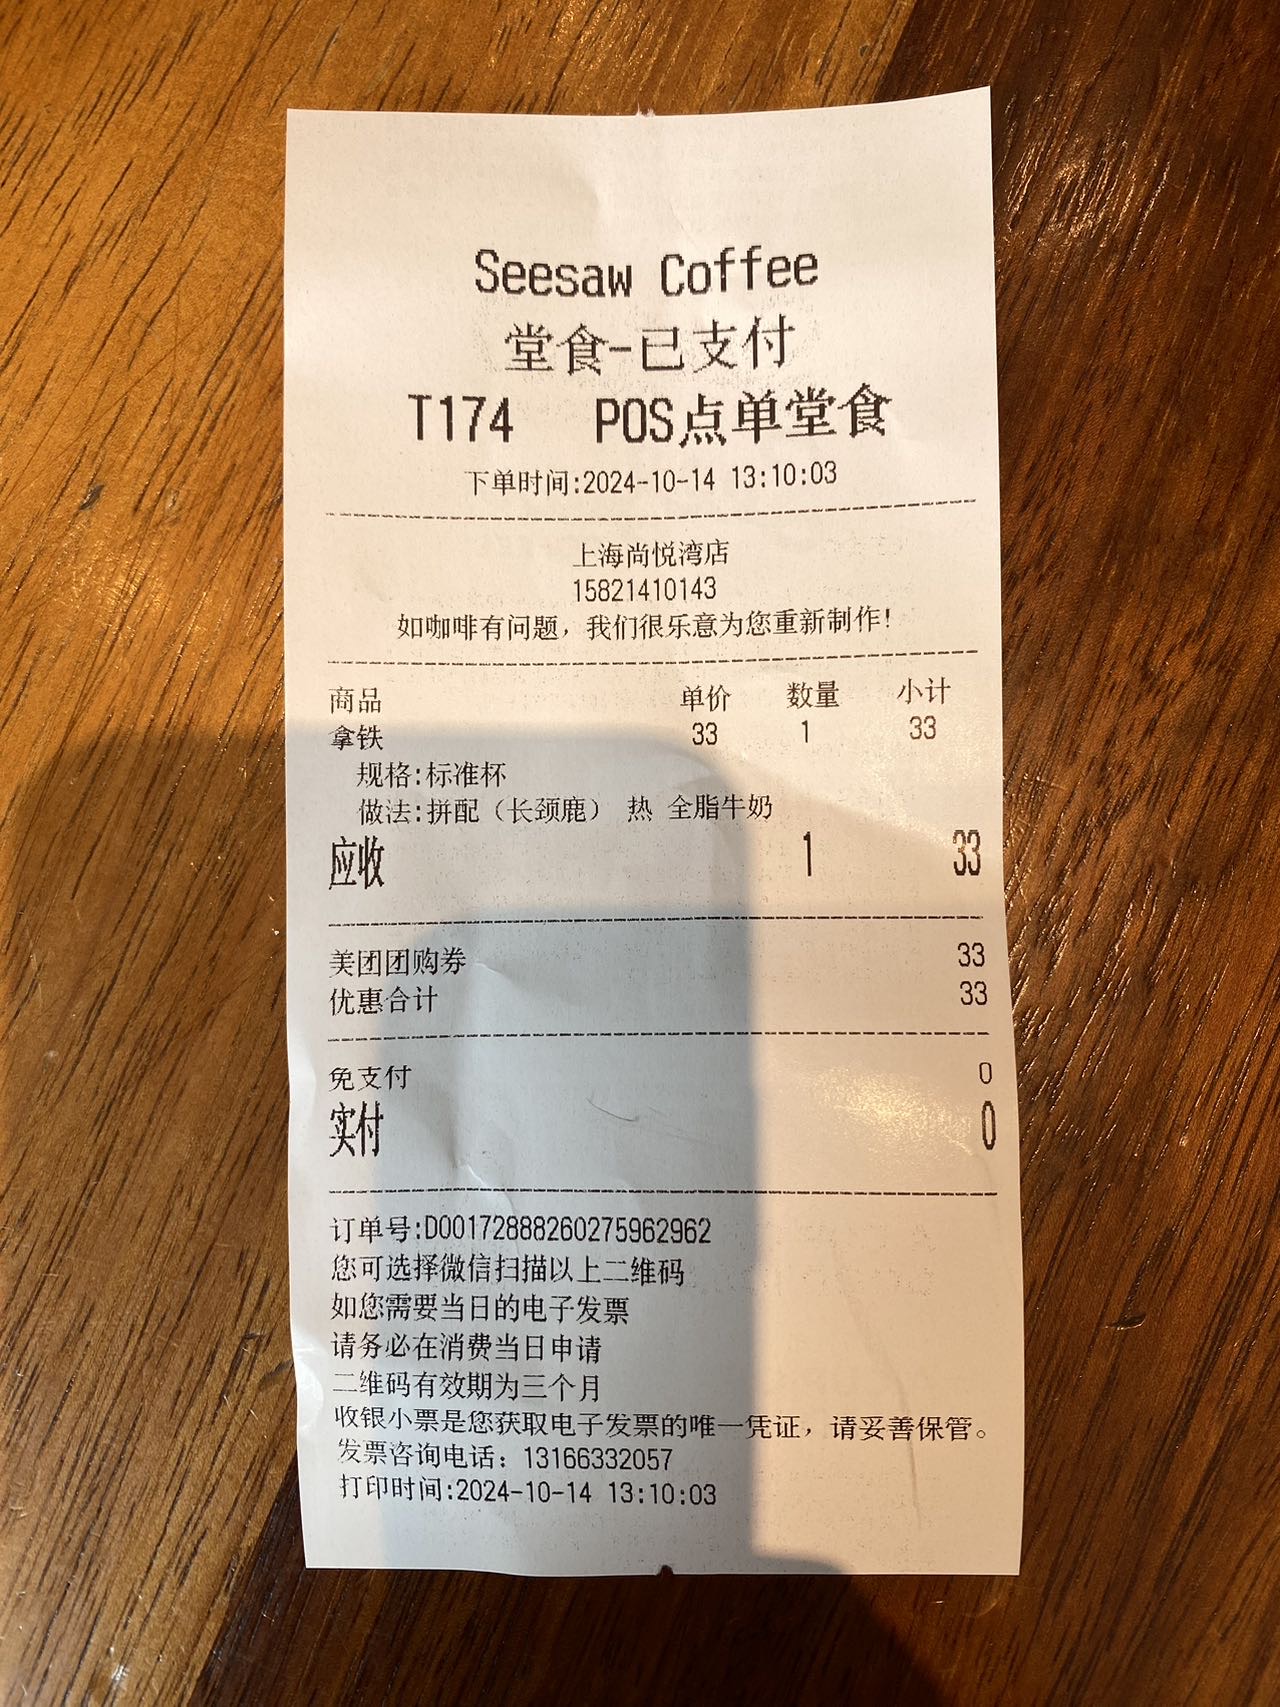 Seesaw Coffee
堂食-已支付
T174 POS点单堂食
下单时间:2024-10-14 13:10:03
上海尚悦湾店
15821410143
如咖啡有问题，我们很乐意为您重新制作!
商品 单价 数量 小计
拿铁 33 1 33
规格:标准杯
做法:拼配（长颈鹿） 热 全脂牛奶
应收 1 33
美团团购券 33
优惠合计 33
免支付 0
实付 0
订单号:D00172888260275962962
您可选择微信扫描以上二维码
如您需要当日的电子发票
请务必在消费当日申请
二维码有效期为三个月
收银小票是您获取电子发票的唯一凭证，请妥善保管。
发票咨询电话：13166332057
打印时间:2024-10-14 13:10:03